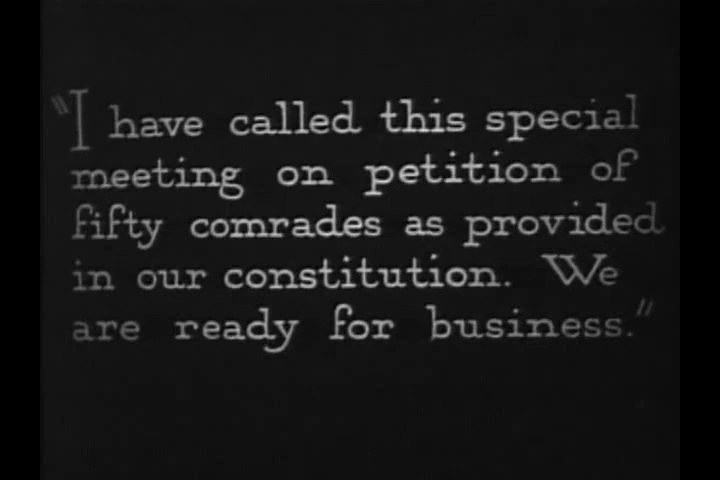 "I have called this special
meeting on petition of
fifty comrades as provided
in our constitution. We
are ready for business."